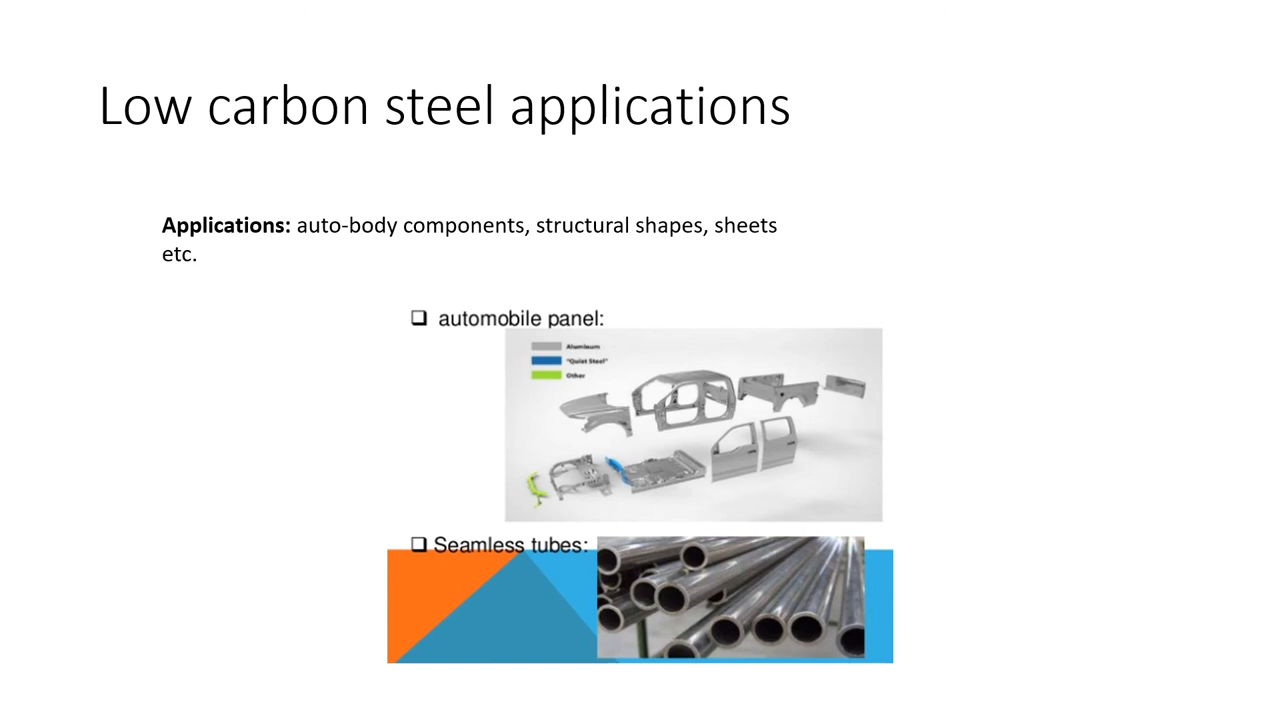 Low carbon steel applications
Applications: auto-body components, structural shapes, sheets
etc.
❑ automobile panel:
Aluminum
"Quiet Steel"
Other
❑ Seamless tubes: